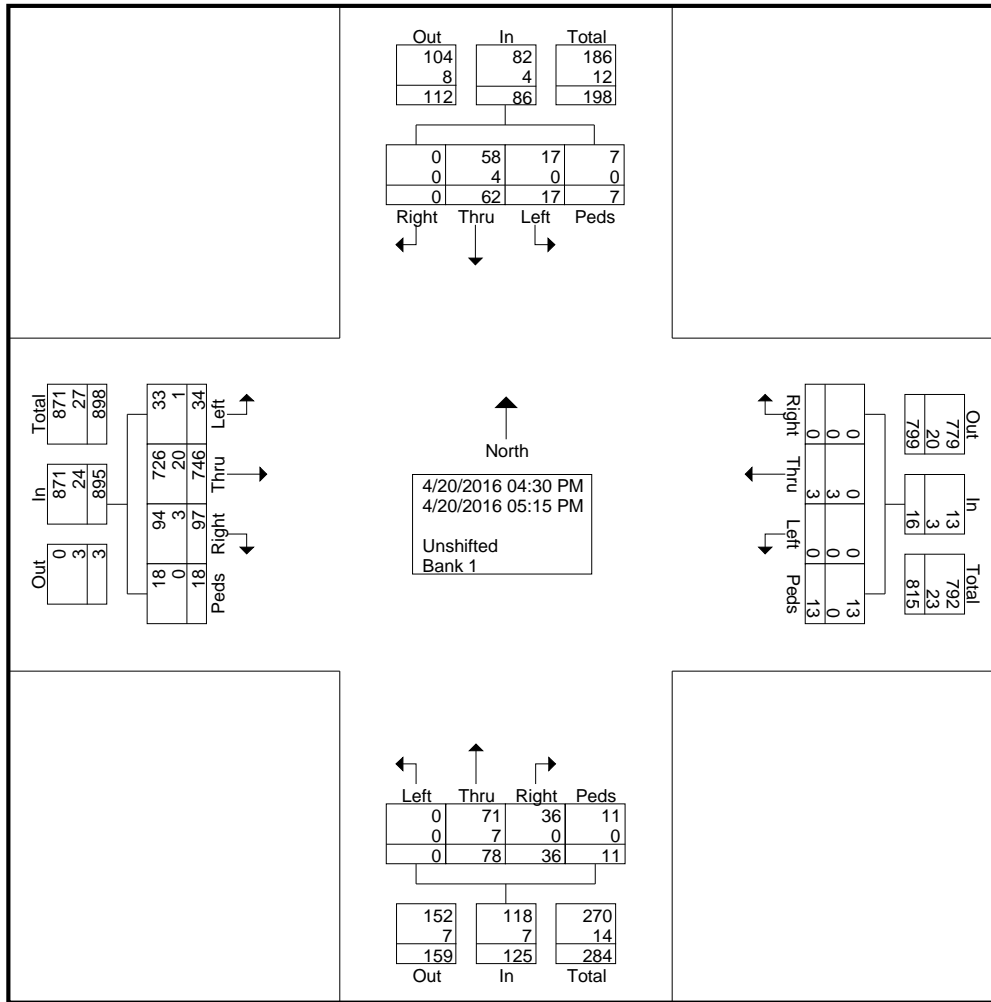 Out In Total
104 82 186
8 4 12
112 86 198
0 58 17 7
0 4 0 0
0 62 17 7
Right Thru Left Peds
Total
871
27
898
In
871
24
895
Out
0
3
3
33
1
34
Left
726
20
746
Thru
94
3
97
Right
18
0
18
Peds
North
4/20/2016 04:30 PM
4/20/2016 05:15 PM
Unshifted
Bank 1
Right
0
0
0
Thru
0
3
3
Left
0
0
0
Peds
13
0
13
Out
779
20
799
In
13
3
16
Total
792
23
815
Left Thru Right Peds
0 71 36 11
0 7 0 0
0 78 36 11
152 118 270
7 7 14
159 125 284
Out In Total